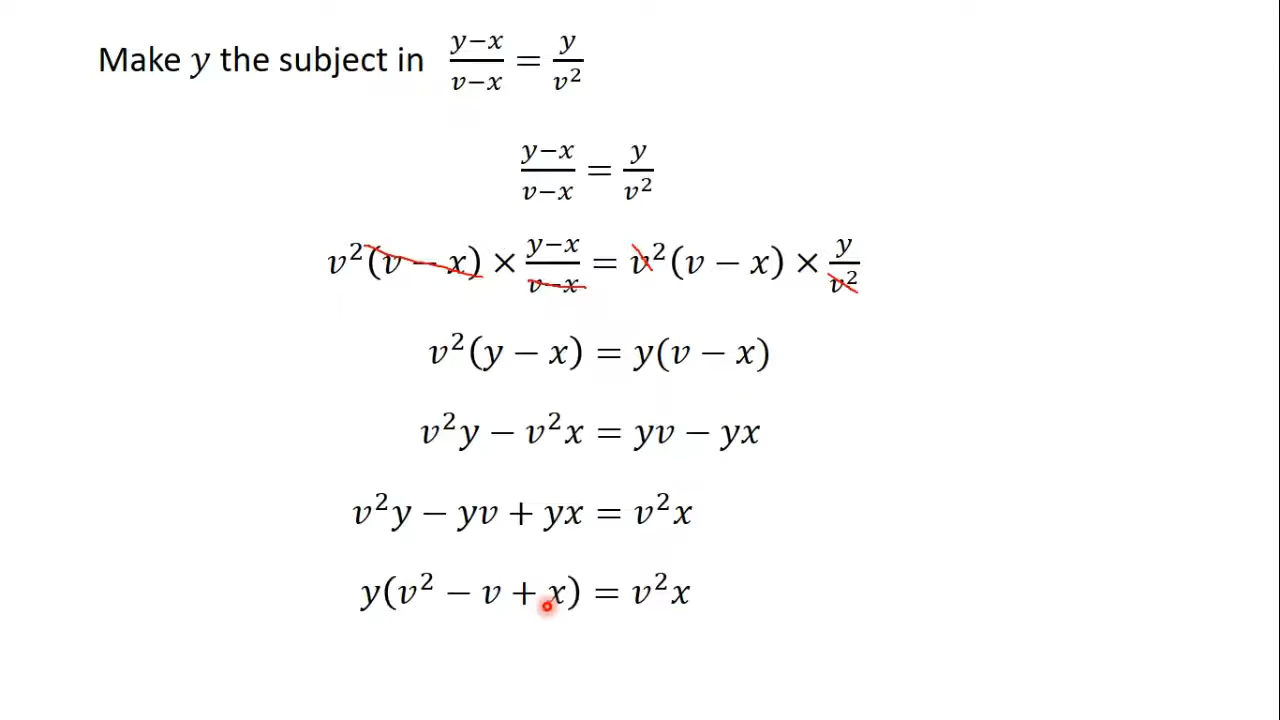 Make y the subject in (y−x)/(v−x) = y/v²
(y−x)/(v−x) = y/v²
v²(v − x) × (y−x)/(v−x) = v²(v − x) × y/v²
v²(y − x) = y(v − x)
v²y − v²x = yv − yx
v²y − yv + yx = v²x
y(v² − v + x) = v²x